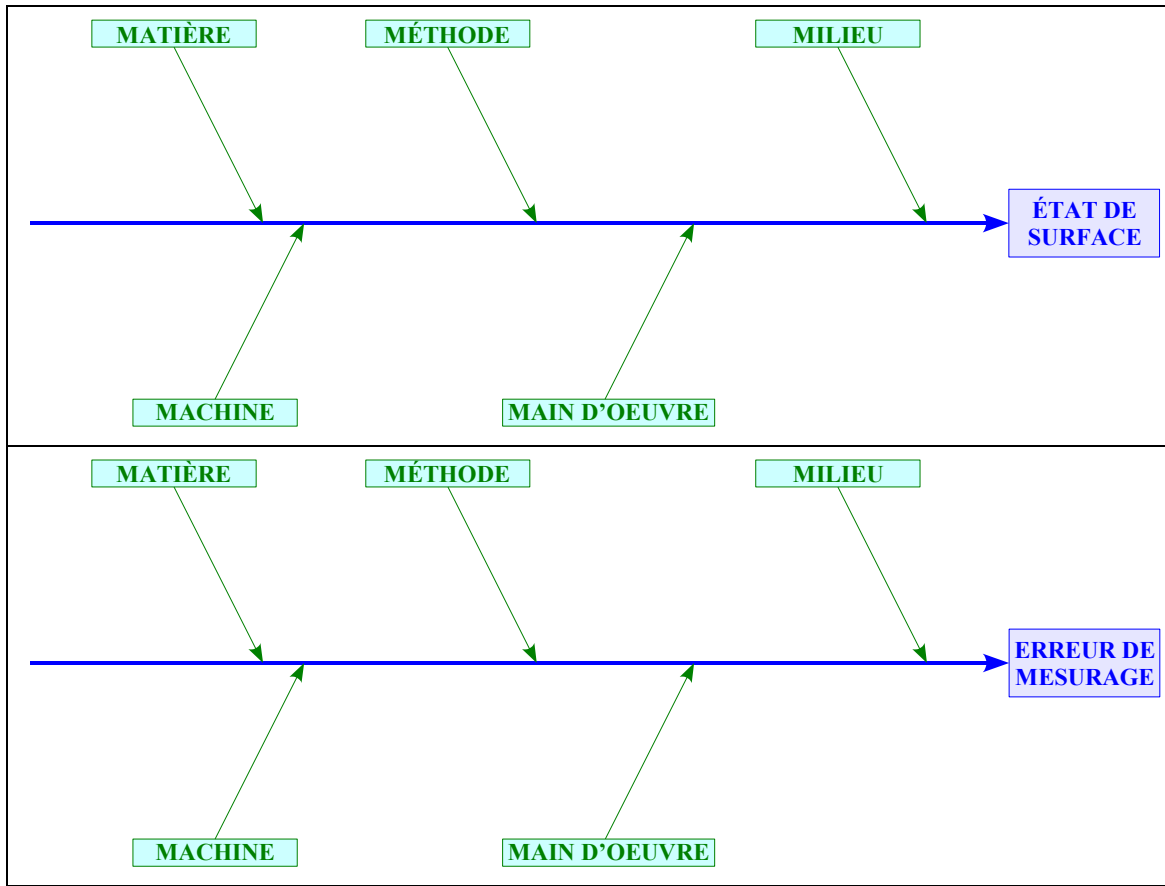 MATIÈRE
MÉTHODE
MILIEU
ÉTAT DE
SURFACE
MACHINE
MAIN D'OEUVRE
MATIÈRE
MÉTHODE
MILIEU
ERREUR DE
MESURAGE
MACHINE
MAIN D'OEUVRE